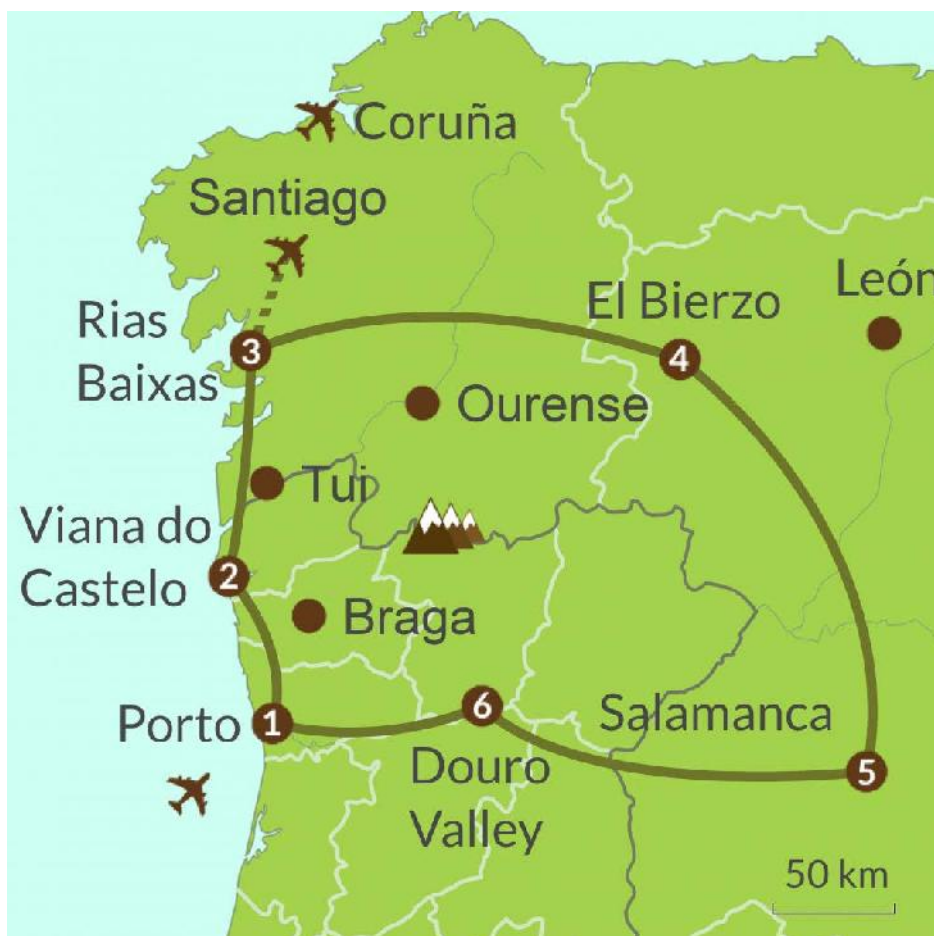 Coruña
Santiago
León
El Bierzo
Rias
Baixas
3
4
Ourense
Tui
Viana do
Castelo
2
Braga
Porto
1
6
Salamanca
5
Douro
Valley
50 km